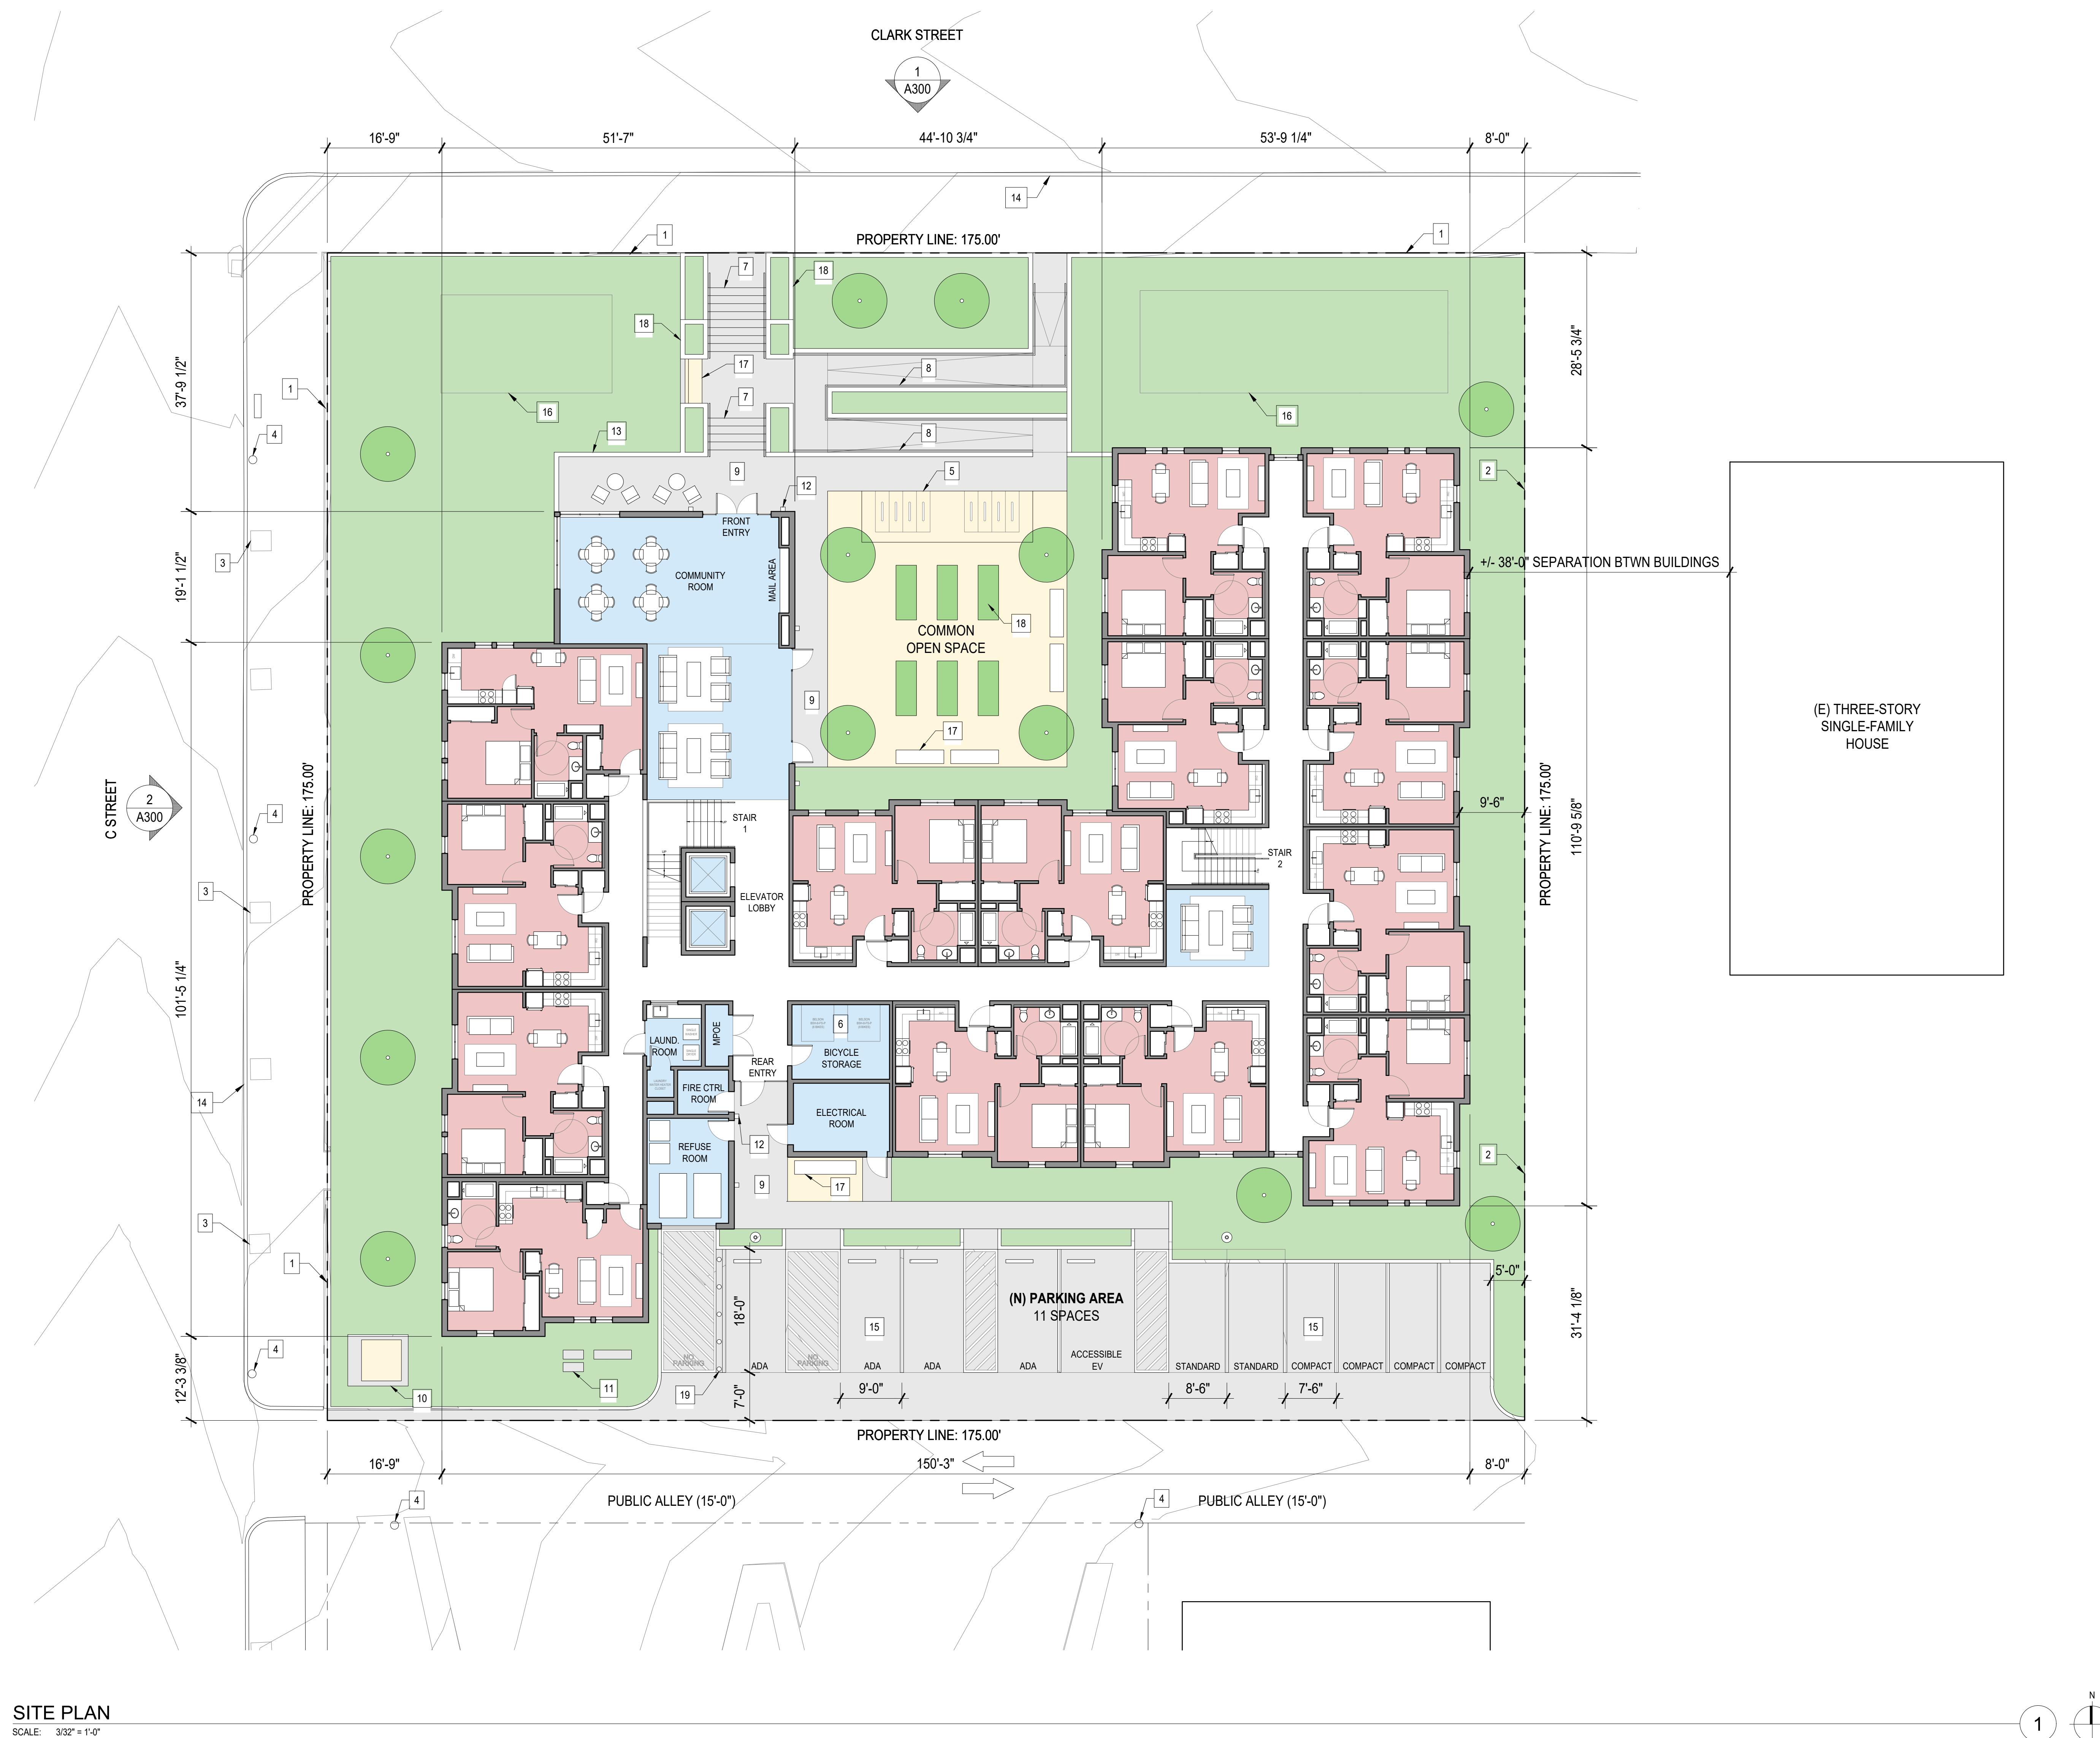 CLARK STREET
1
A300
16'-9"
51'-7"
44'-10 3/4"
53'-9 1/4"
8'-0"
14
PROPERTY LINE: 175.00'
1
1
7
18
18
37'-9 1/2"
28'-5 3/4"
17
8
1
7
16
16
4
13
8
9
5
2
12
FRONT
ENTRY
19'-1 1/2"
3
COMMUNITY
ROOM
MAIL AREA
+/- 38'-0" SEPARATION BTWN BUILDINGS
18
COMMON
OPEN SPACE
9
17
(E) THREE-STORY
SINGLE-FAMILY
HOUSE
C STREET
2
A300
PROPERTY LINE: 175.00'
PROPERTY LINE: 175.00'
4
9'-6"
110'-9 5/8"
STAIR
1
STAIR
2
3
ELEVATOR
LOBBY
101'-5 1/4"
6
LAUND.
ROOM
MPOE
BICYCLE
STORAGE
REAR
ENTRY
FIRE CTRL
ROOM
14
ELECTRICAL
ROOM
12
REFUSE
ROOM
2
9
17
3
1
5'-0"
18'-0"
(N) PARKING AREA
11 SPACES
15
15
31'-4 1/8"
4
NO
PARKING
ADA
NO
PARKING
ADA
ADA
ADA
ACCESSIBLE
EV
STANDARD
STANDARD
COMPACT
COMPACT
COMPACT
COMPACT
12'-3 3/8"
10
11
19
7'-0"
9'-0"
8'-6"
7'-6"
PROPERTY LINE: 175.00'
16'-9"
150'-3"
8'-0"
4
PUBLIC ALLEY (15'-0")
4
PUBLIC ALLEY (15'-0")
SITE PLAN
SCALE: 3/32" = 1'-0"
1
N